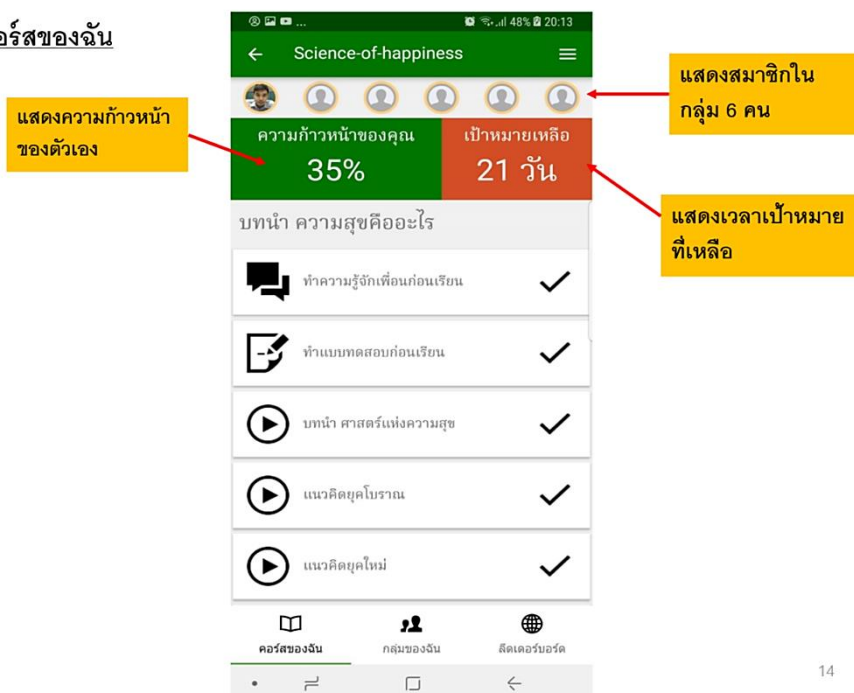 อร์สของฉัน
... 48% 20:13
Science-of-happiness
แสดงสมาชิกใน
กลุ่ม 6 คน
แสดงความก้าวหน้า
ของตัวเอง
ความก้าวหน้าของคุณ
35%
เป้าหมายเหลือ
21 วัน
แสดงเวลาเป้าหมาย
ที่เหลือ
บทนำ ความสุขคืออะไร
ทำความรู้จักเพื่อนก่อนเรียน
ทำแบบทดสอบก่อนเรียน
บทนำ ศาสตร์แห่งความสุข
แนวคิดยุคโบราณ
แนวคิดยุคใหม่
คอร์สของฉัน
กลุ่มของฉัน
ลีดเดอร์บอร์ด
14